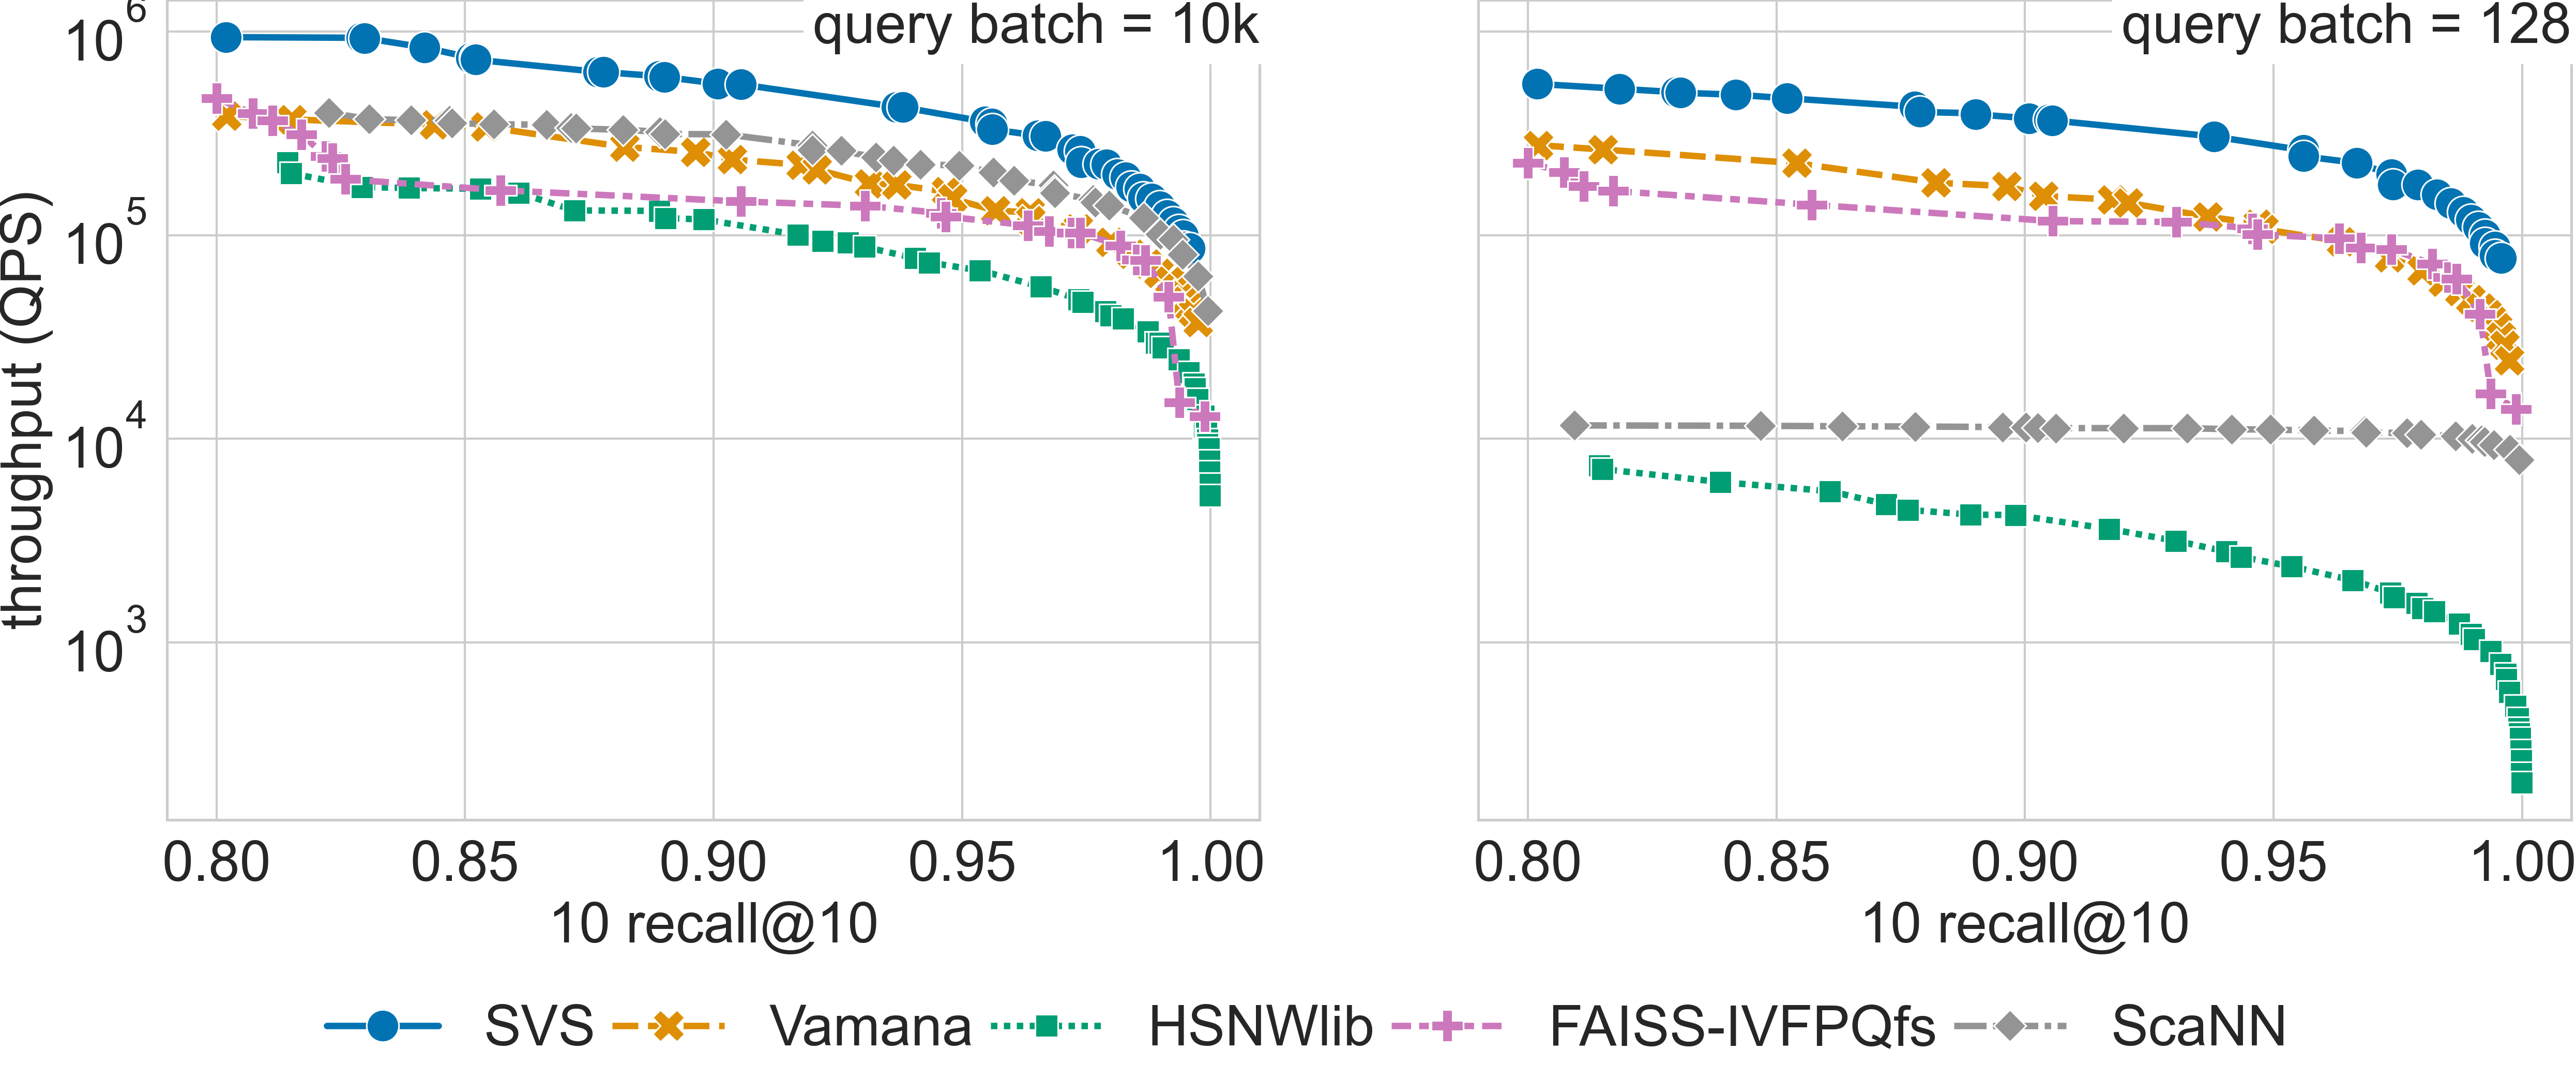 query batch = 10k
query batch = 128
throughput (QPS)
10^6
10^5
10^4
10^3
0.80 0.85 0.90 0.95 1.00
0.80 0.85 0.90 0.95 1.00
10 recall@10
10 recall@10
SVS Vamana HSNWlib FAISS-IVFPQfs ScaNN